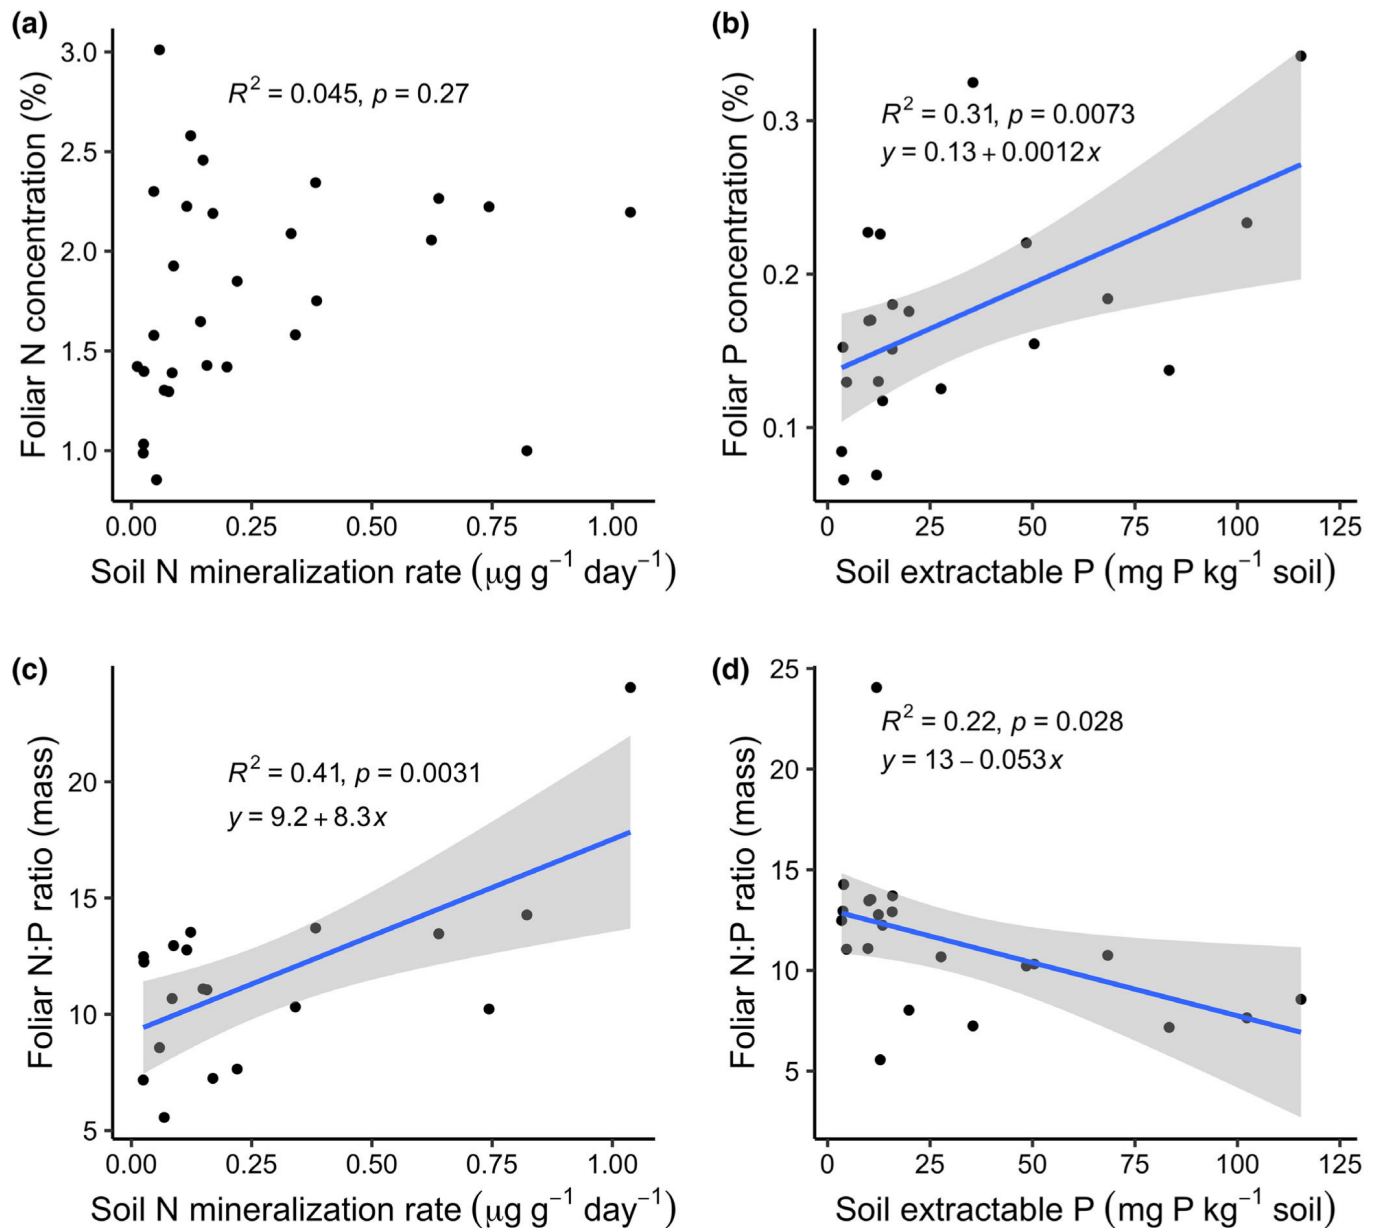 (a)
R² = 0.045, p = 0.27
Foliar N concentration (%)
3.0
2.5
2.0
1.5
1.0
0.00 0.25 0.50 0.75 1.00
Soil N mineralization rate (μg g⁻¹ day⁻¹)
(b)
R² = 0.31, p = 0.0073
y = 0.13 + 0.0012x
Foliar P concentration (%)
0.3
0.2
0.1
0 25 50 75 100 125
Soil extractable P (mg P kg⁻¹ soil)
(c)
R² = 0.41, p = 0.0031
y = 9.2 + 8.3x
Foliar N:P ratio (mass)
20
15
10
5
0.00 0.25 0.50 0.75 1.00
Soil N mineralization rate (μg g⁻¹ day⁻¹)
(d)
R² = 0.22, p = 0.028
y = 13 – 0.053x
Foliar N:P ratio (mass)
25
20
15
10
5
0 25 50 75 100 125
Soil extractable P (mg P kg⁻¹ soil)